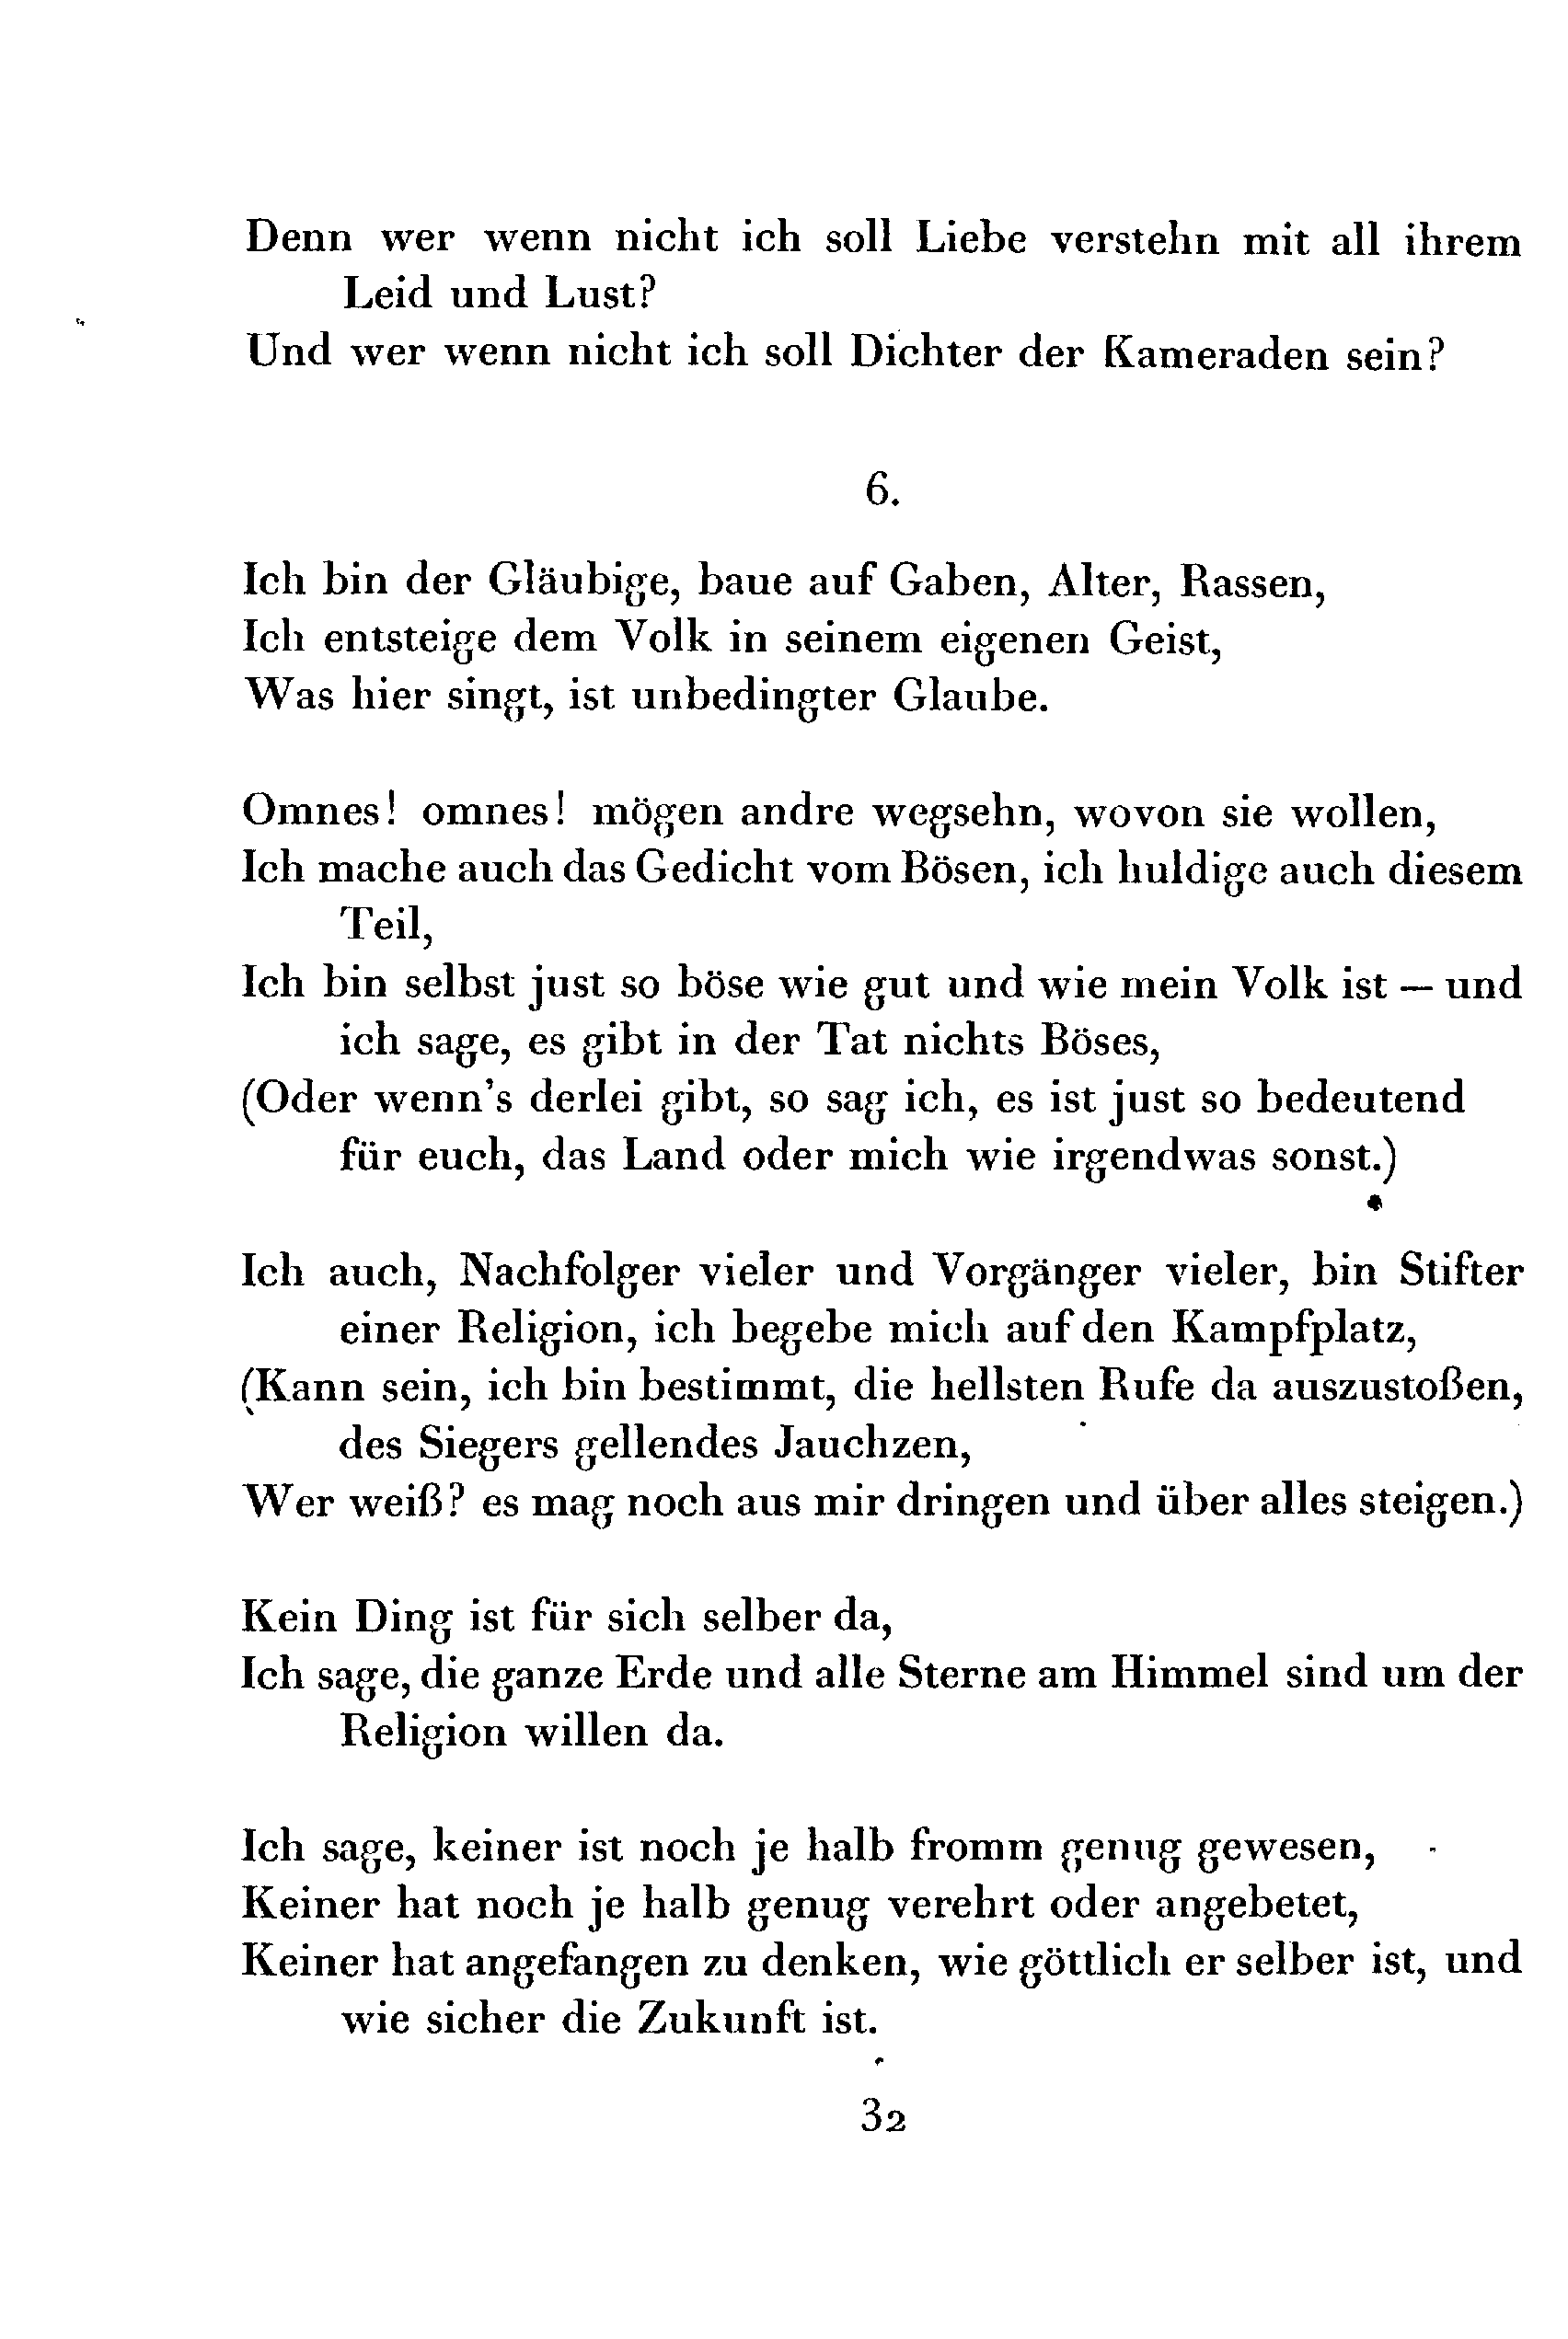 Denn wer wenn nicht ich soll Liebe verstehn mit all ihrem
Leid und Lust?
Und wer wenn nicht ich soll Dichter der Kameraden sein?
6.
Ich bin der Gläubige, baue auf Gaben, Alter, Rassen,
Ich entsteige dem Volk in seinem eigenen Geist,
Was hier singt, ist unbedingter Glaube.
Omnes! omnes! mögen andre wegsehn, wovon sie wollen,
Ich mache auch das Gedicht vom Bösen, ich huldige auch diesem
Teil,
Ich bin selbst just so böse wie gut und wie mein Volk ist — und
ich sage, es gibt in der Tat nichts Böses,
(Oder wenn's derlei gibt, so sag ich, es ist just so bedeutend
für euch, das Land oder mich wie irgendwas sonst.)
Ich auch, Nachfolger vieler und Vorgänger vieler, bin Stifter
einer Religion, ich begebe mich auf den Kampfplatz,
(Kann sein, ich bin bestimmt, die hellsten Rufe da auszustoßen,
des Siegers gellendes Jauchzen,
Wer weiß? es mag noch aus mir dringen und über alles steigen.)
Kein Ding ist für sich selber da,
Ich sage, die ganze Erde und alle Sterne am Himmel sind um der
Religion willen da.
Ich sage, keiner ist noch je halb fromm genug gewesen,
Keiner hat noch je halb genug verehrt oder angebetet,
Keiner hat angefangen zu denken, wie göttlich er selber ist, und
wie sicher die Zukunft ist.
32